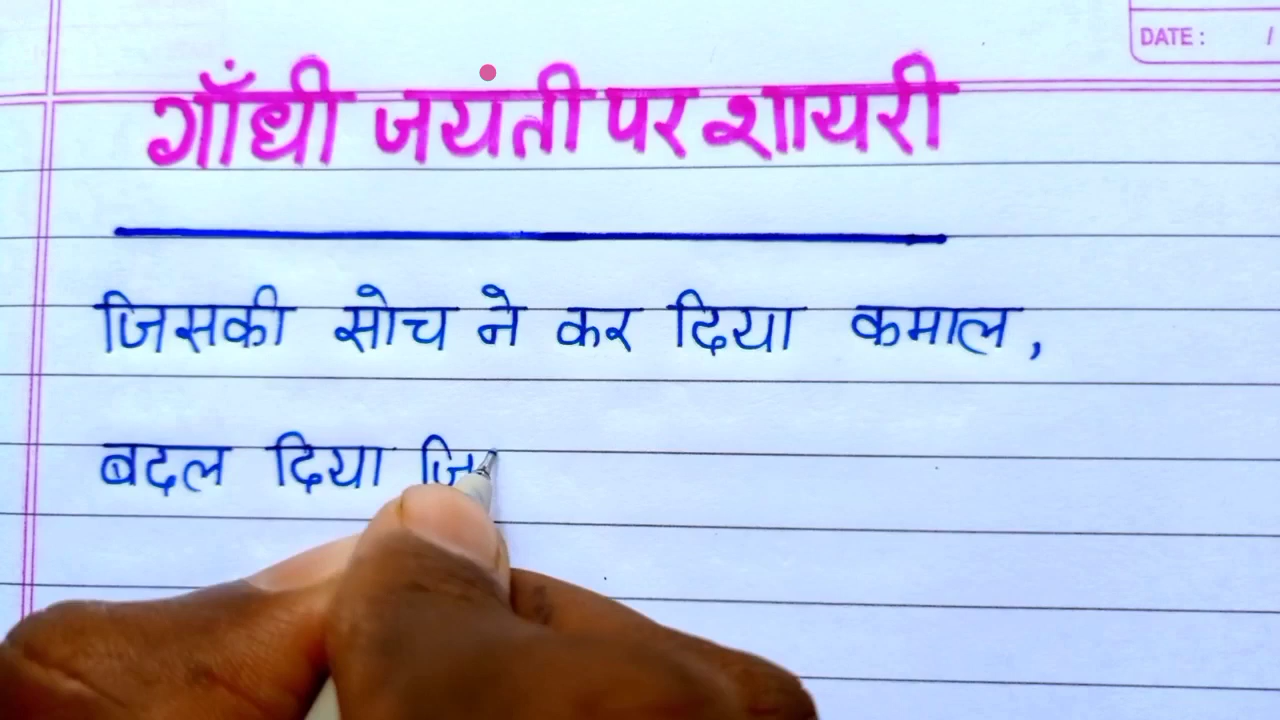 DATE : /
गाँधी जयंती पर शायरी
जिसकी सोच ने कर दिया कमाल,
बदल दिया जि